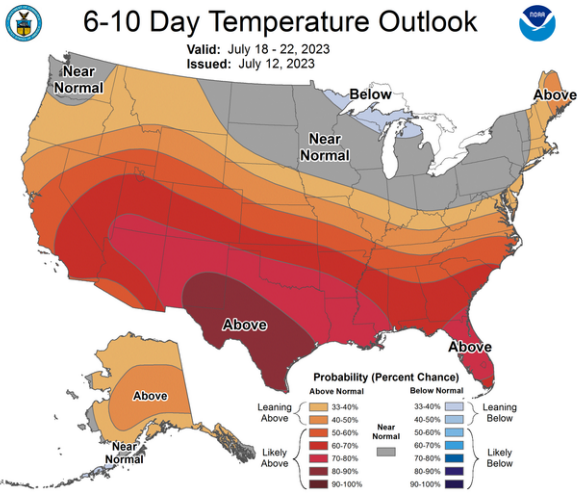 6-10 Day Temperature Outlook
NOAA
Valid: July 18 - 22, 2023
Issued: July 12, 2023
Near
Normal
Below
Above
Near
Normal
Above
Above
Above
Near
Normal
Probability (Percent Chance)
Above Normal
Below Normal
Leaning
Above
33-40%
40-50%
Likely
Above
50-60%
60-70%
70-80%
80-90%
90-100%
Near
Normal
33-40%
40-50%
Leaning
Below
50-60%
60-70%
70-80%
80-90%
90-100%
Likely
Below